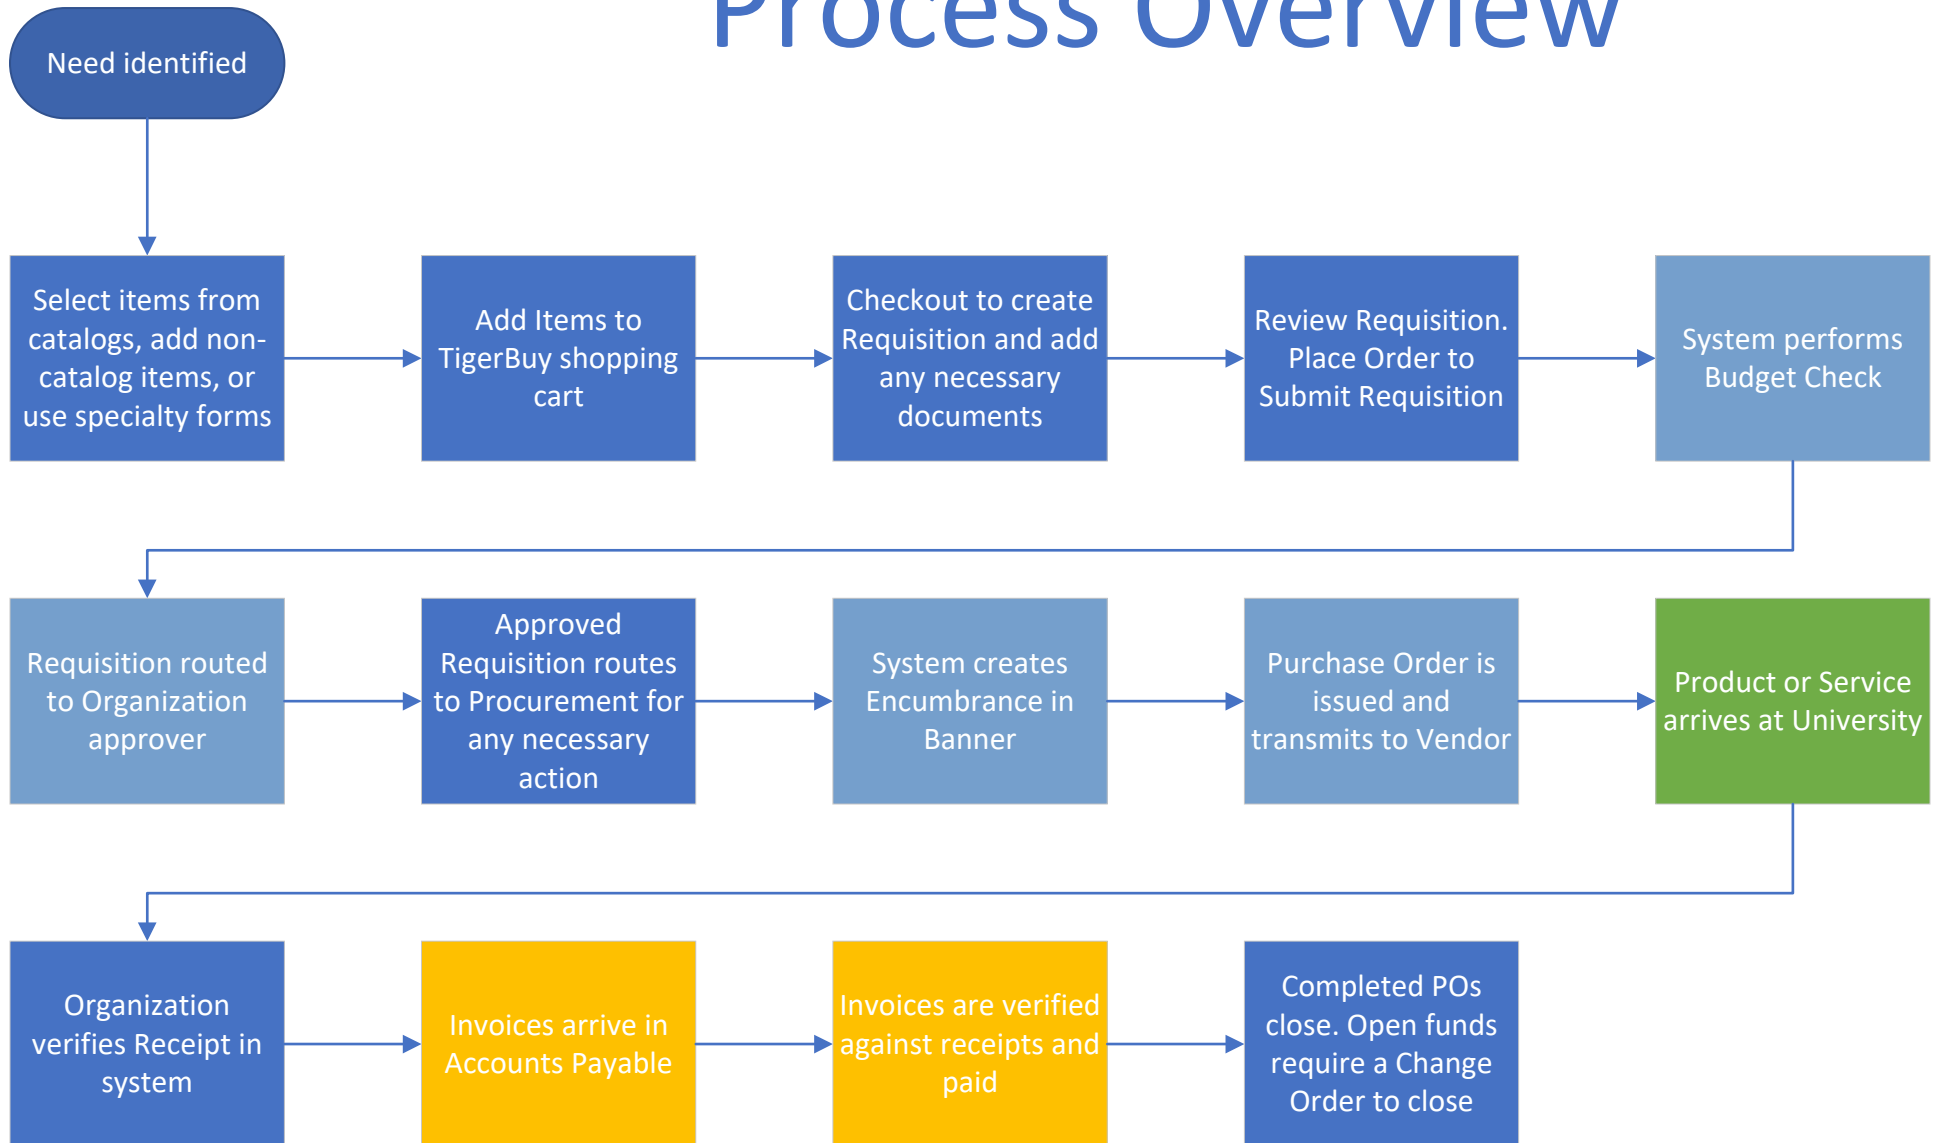 Process Overview
Need identified
Select items from
catalogs, add non-
catalog items, or
use specialty forms
Add Items to
TigerBuy shopping
cart
Checkout to create
Requisition and add
any necessary
documents
Review Requisition.
Place Order to
Submit Requisition
System performs
Budget Check
Requisition routed
to Organization
approver
Approved
Requisition routes
to Procurement for
any necessary
action
System creates
Encumbrance in
Banner
Purchase Order is
issued and
transmits to Vendor
Product or Service
arrives at University
Organization
verifies Receipt in
system
Invoices arrive in
Accounts Payable
Invoices are verified
against receipts and
paid
Completed POs
close. Open funds
require a Change
Order to close